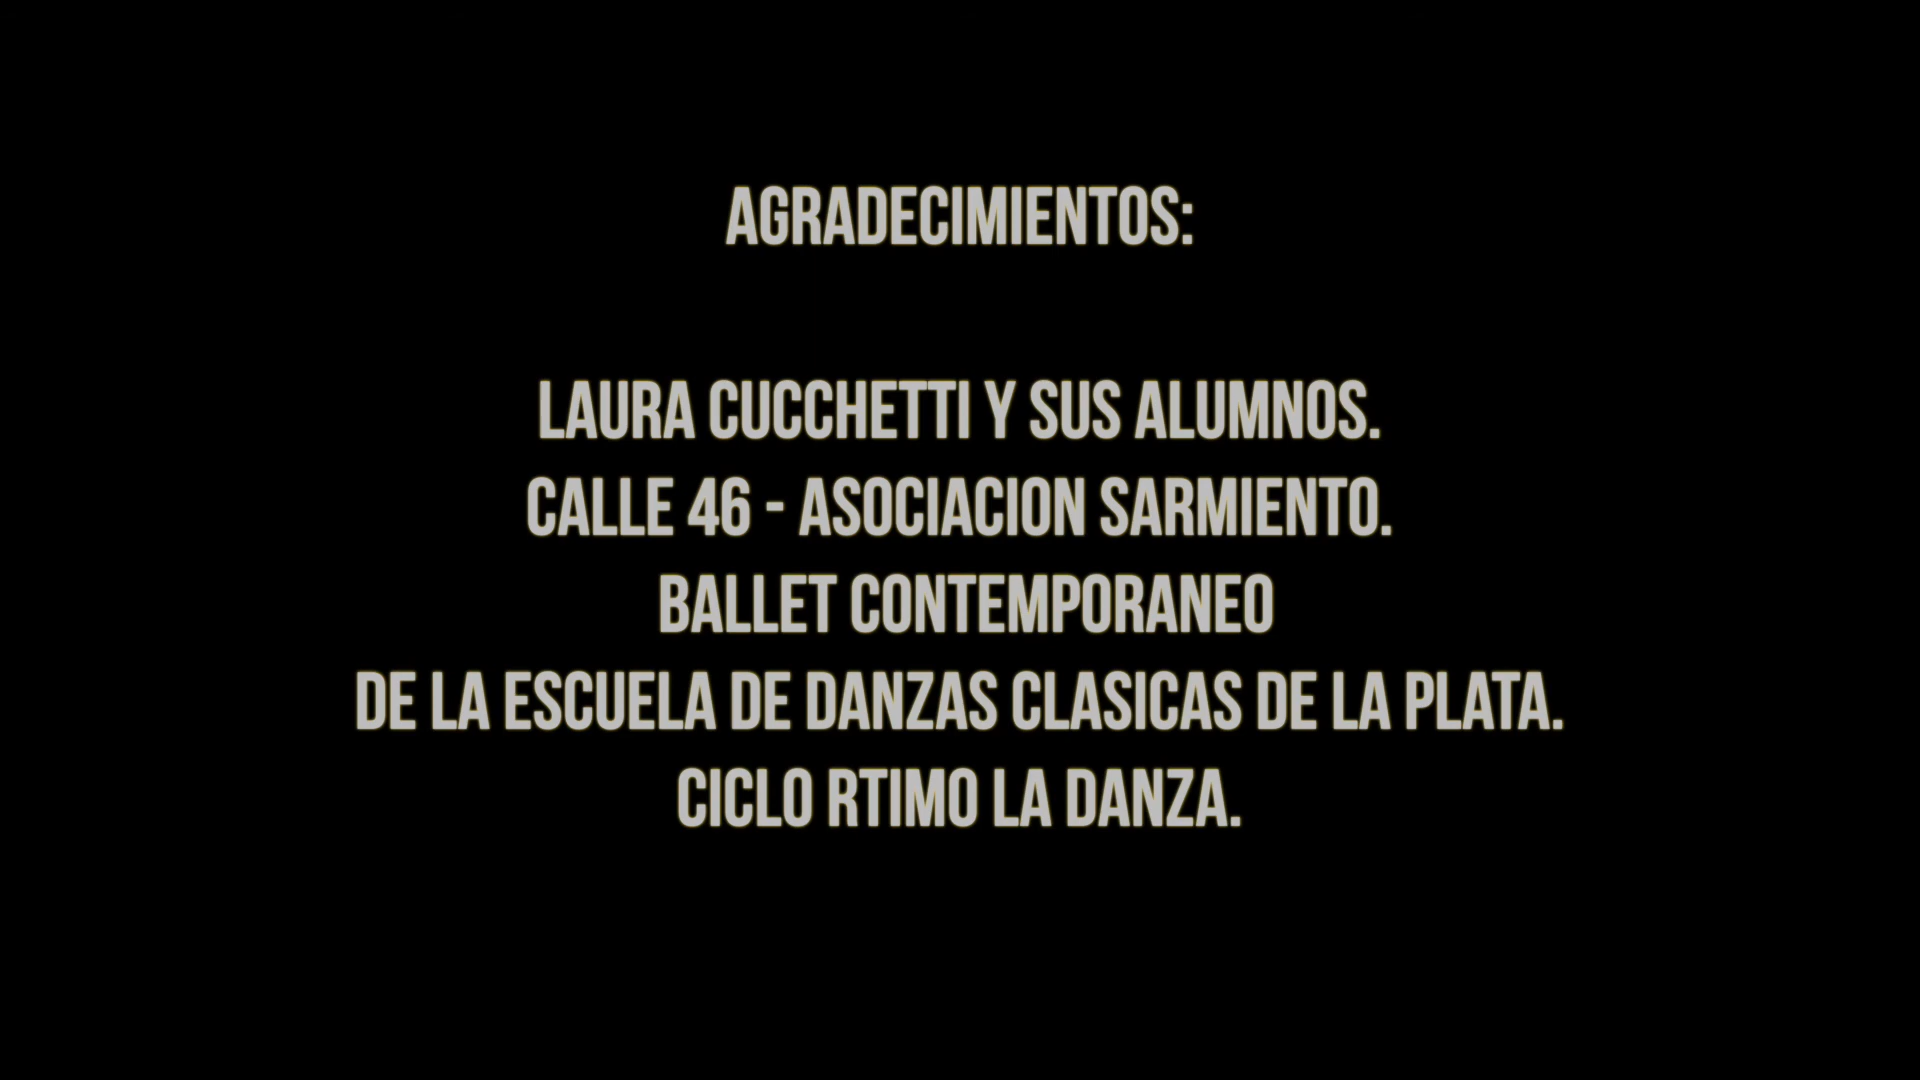 AGRADECIMIENTOS:
LAURA CUCCHETTI Y SUS ALUMNOS.
CALLE 46 - ASOCIACION SARMIENTO.
BALLET CONTEMPORANEO
DE LA ESCUELA DE DANZAS CLASICAS DE LA PLATA.
CICLO RTIMO LA DANZA.